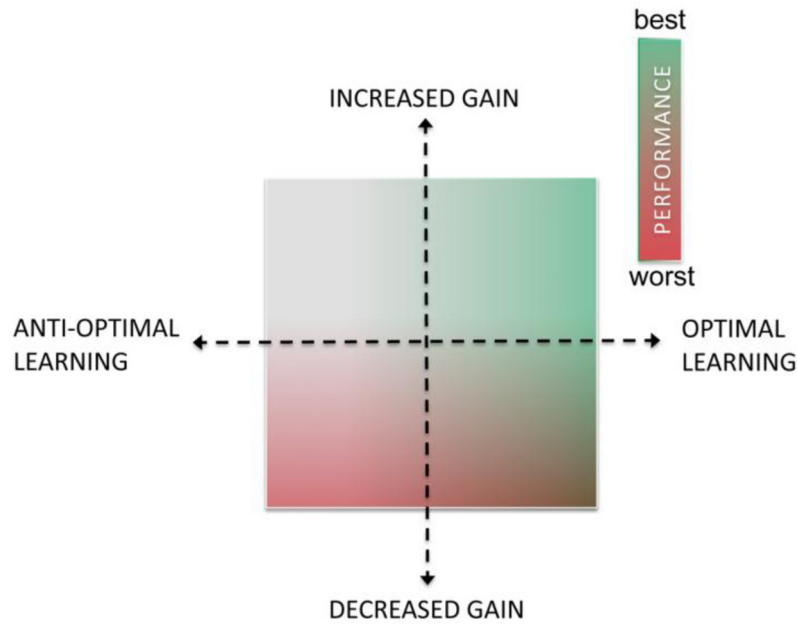 best
PERFORMANCE
worst
INCREASED GAIN
ANTI-OPTIMAL
LEARNING
OPTIMAL
LEARNING
DECREASED GAIN